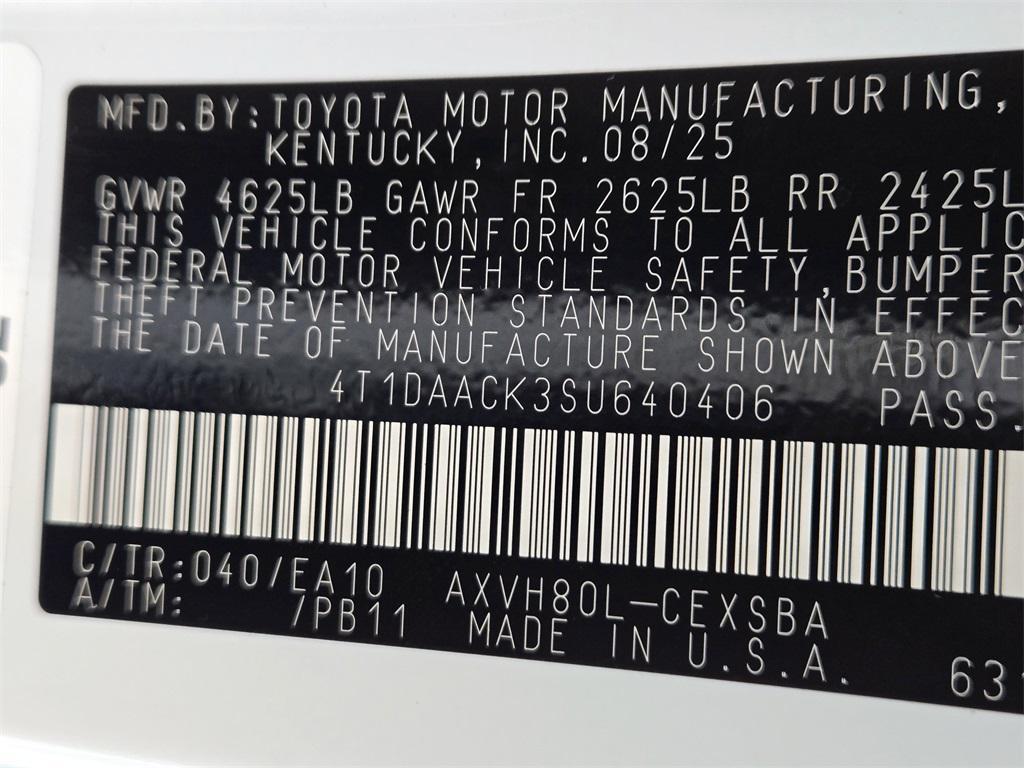 MFD.BY:TOYOTA MOTOR MANUFACTURING,
KENTUCKY,INC.08/25
GVWR 4625LB GAWR FR 2625LB RR 2425L
THIS VEHICLE CONFORMS TO ALL APPLIC
FEDERAL MOTOR VEHICLE SAFETY,BUMPER
THEFT PREVENTION STANDARDS IN EFFEC
THE DATE OF MANUFACTURE SHOWN ABOVE
4T1DAACK3SU640406 PASS.
C/TR:040/EA10 AXVH80L-CEXSBA
A/TM: /PB11 MADE IN U.S.A.
63